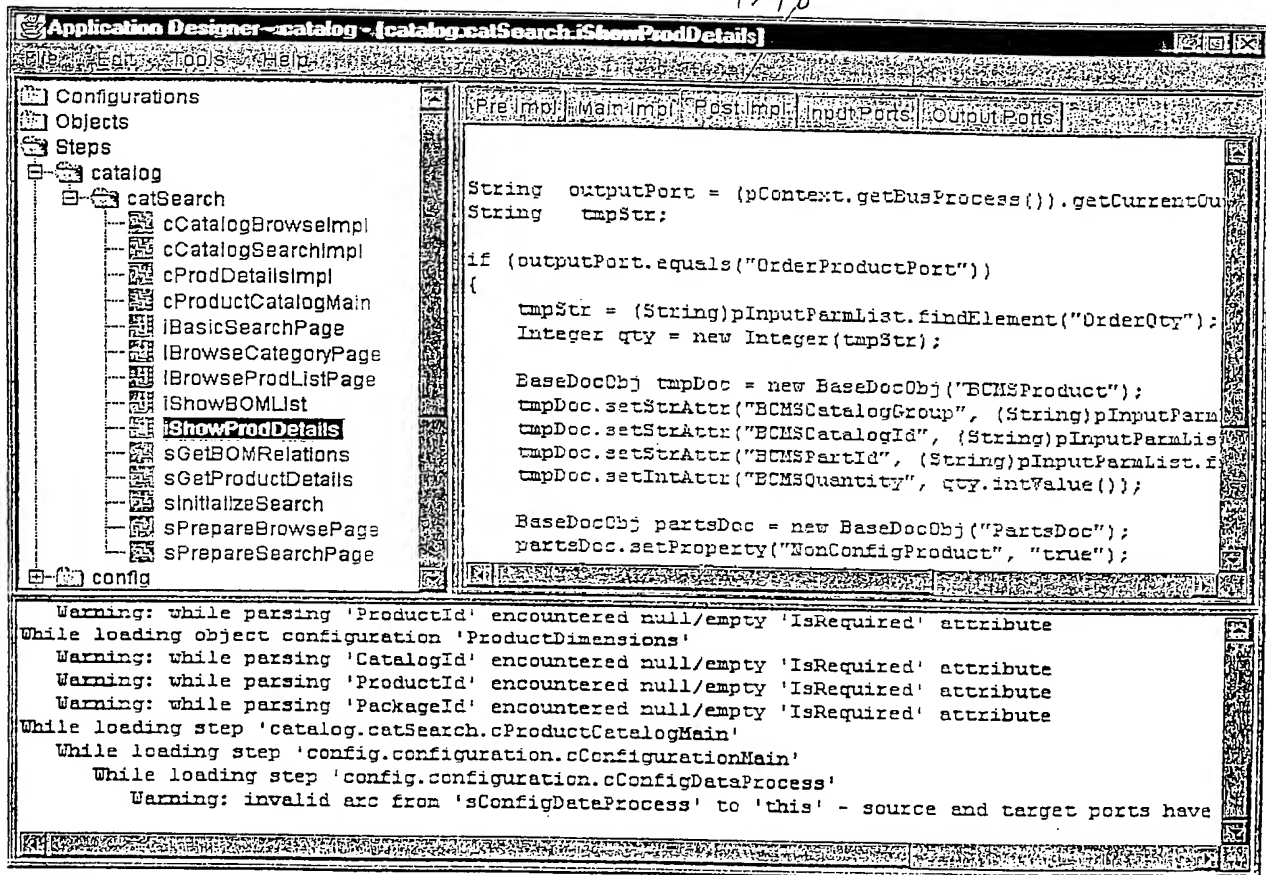 Application Designer - catalog - [catalog.catSearch.iShowProdDetails]
File Edit Tools Help
Configurations
Objects
Steps
catalog
catSearch
cCatalogBrowseImpl
cCatalogSearchImpl
cProdDetailsImpl
cProductCatalogMain
iBasicSearchPage
iBrowseCategoryPage
iBrowseProdListPage
iShowBOMList
iShowProdDetails
sGetBOMRelations
sGetProductDetails
sInitializeSearch
sPrepareBrowsePage
sPrepareSearchPage
config
Pre Impl Main Impl Post Impl Input Ports Output Ports
String outputPort = (pContext.getBusProcess()).getCurrentOu
String tmpStr;
if (outputPort.equals("OrderProductPort"))
{
tmpStr = (String)pInputParmList.findElement("OrderQty");
Integer qty = new Integer(tmpStr);
BaseDocObj tmpDoc = new BaseDocObj("BCMSProduct");
tmpDoc.setStrAttr("BCMSCatalogGroup", (String)pInputParm
tmpDoc.setStrAttr("BCMSCatalogId", (String)pInputParmLis
tmpDoc.setStrAttr("BCMSPartId", (String)pInputParmList.f
tmpDoc.setIntAttr("BCMSQuantity", qty.intValue());
BaseDocObj partsDoc = new BaseDocObj("PartsDoc");
partsDoc.setProperty("NonConfigProduct", "true");
Warning: while parsing 'ProductId' encountered null/empty 'IsRequired' attribute
While loading object configuration 'ProductDimensions'
Warning: while parsing 'CatalogId' encountered null/empty 'IsRequired' attribute
Warning: while parsing 'ProductId' encountered null/empty 'IsRequired' attribute
Warning: while parsing 'PackageId' encountered null/empty 'IsRequired' attribute
While loading step 'catalog.catSearch.cProductCatalogMain'
While loading step 'config.configuration.cConfigurationMain'
While loading step 'config.configuration.cConfigDataProcess'
Warning: invalid arc from 'sConfigDataProcess' to 'this' - source and target ports have